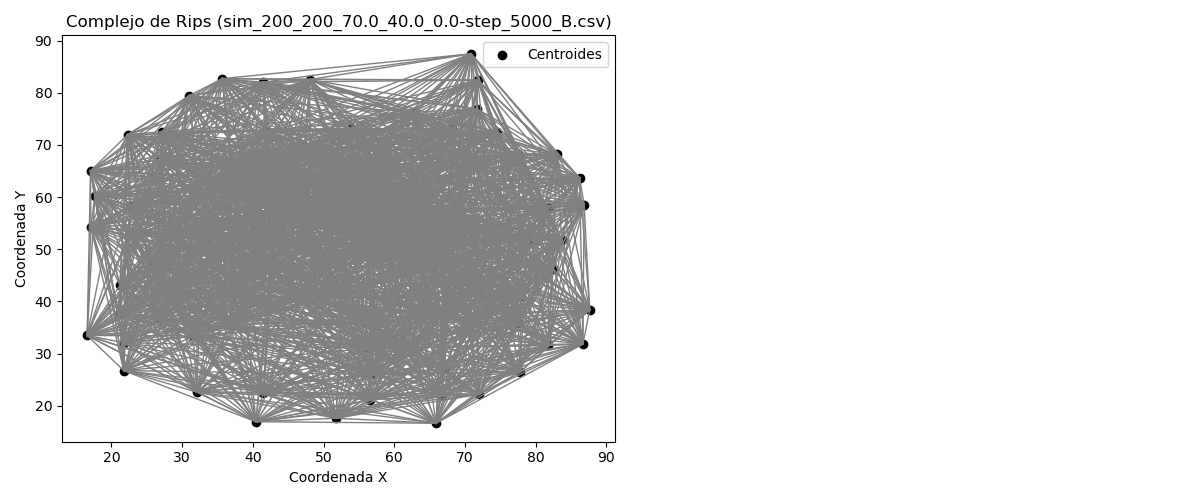 Complejo de Rips (sim_200_200_70.0_40.0_0.0-step_5000_B.csv)
Centroides
90
80
70
60
50
40
30
20
Coordenada Y
20 30 40 50 60 70 80 90
Coordenada X